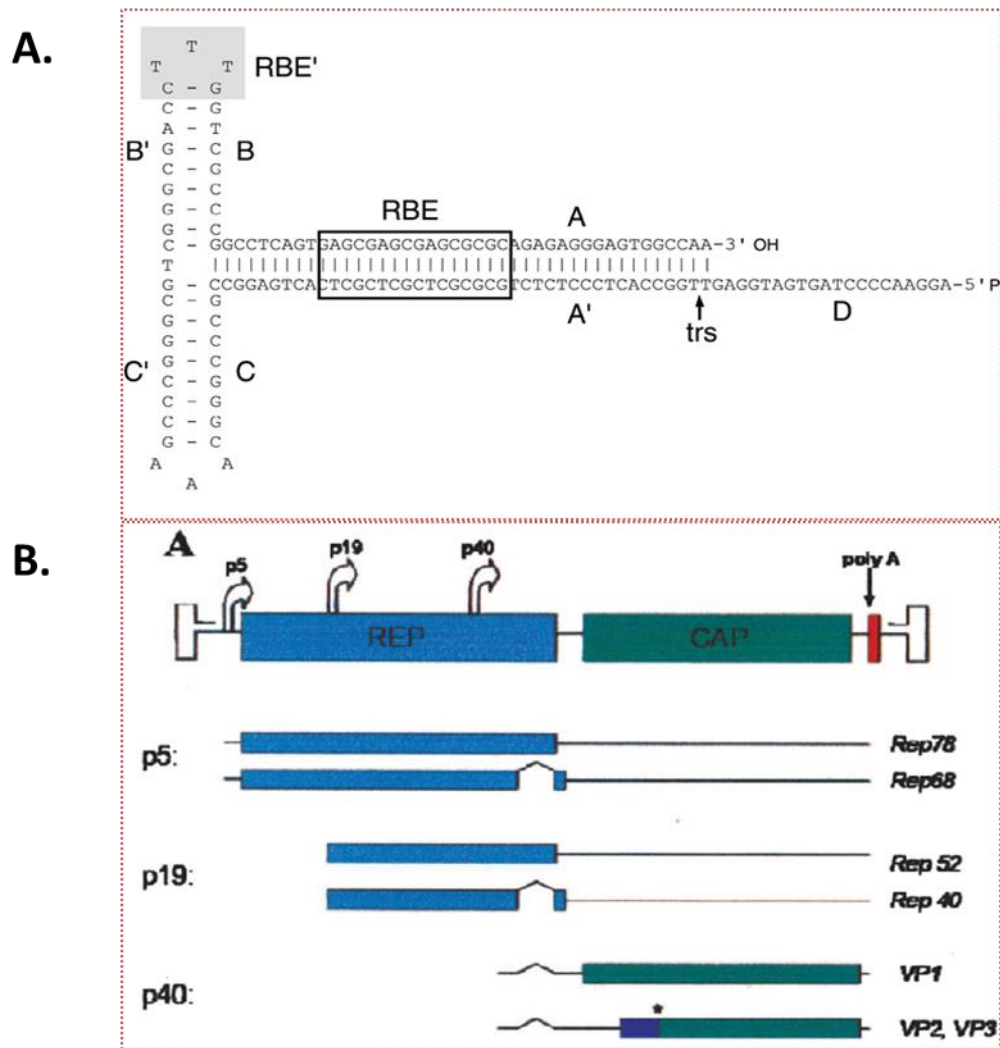 A.
T
T T RBE'
C – G
C – G
A – T
B' G – C B
C – G
G – C
G – C
RBE A
G – C
C – GGCCTCAGTGAGCGAGCGAGCGCGCAGAGAGGGAGTGGCCAA-3' OH
T
G – CCGGAGTCACTCGCTCGCTCGCGCGTCTCTCCCTCACCGGTTGAGGTAGTGATCCCCAAGGA-5'P
C – G
A' trs D
G – C
G – C
C' G – C C
C – G
C – G
C – G
G – C
A A
A
B.
A
p5 p19 p40 poly A
REP CAP
p5:
Rep78
Rep68
p19:
Rep 52
Rep 40
p40:
VP1
*
VP2, VP3